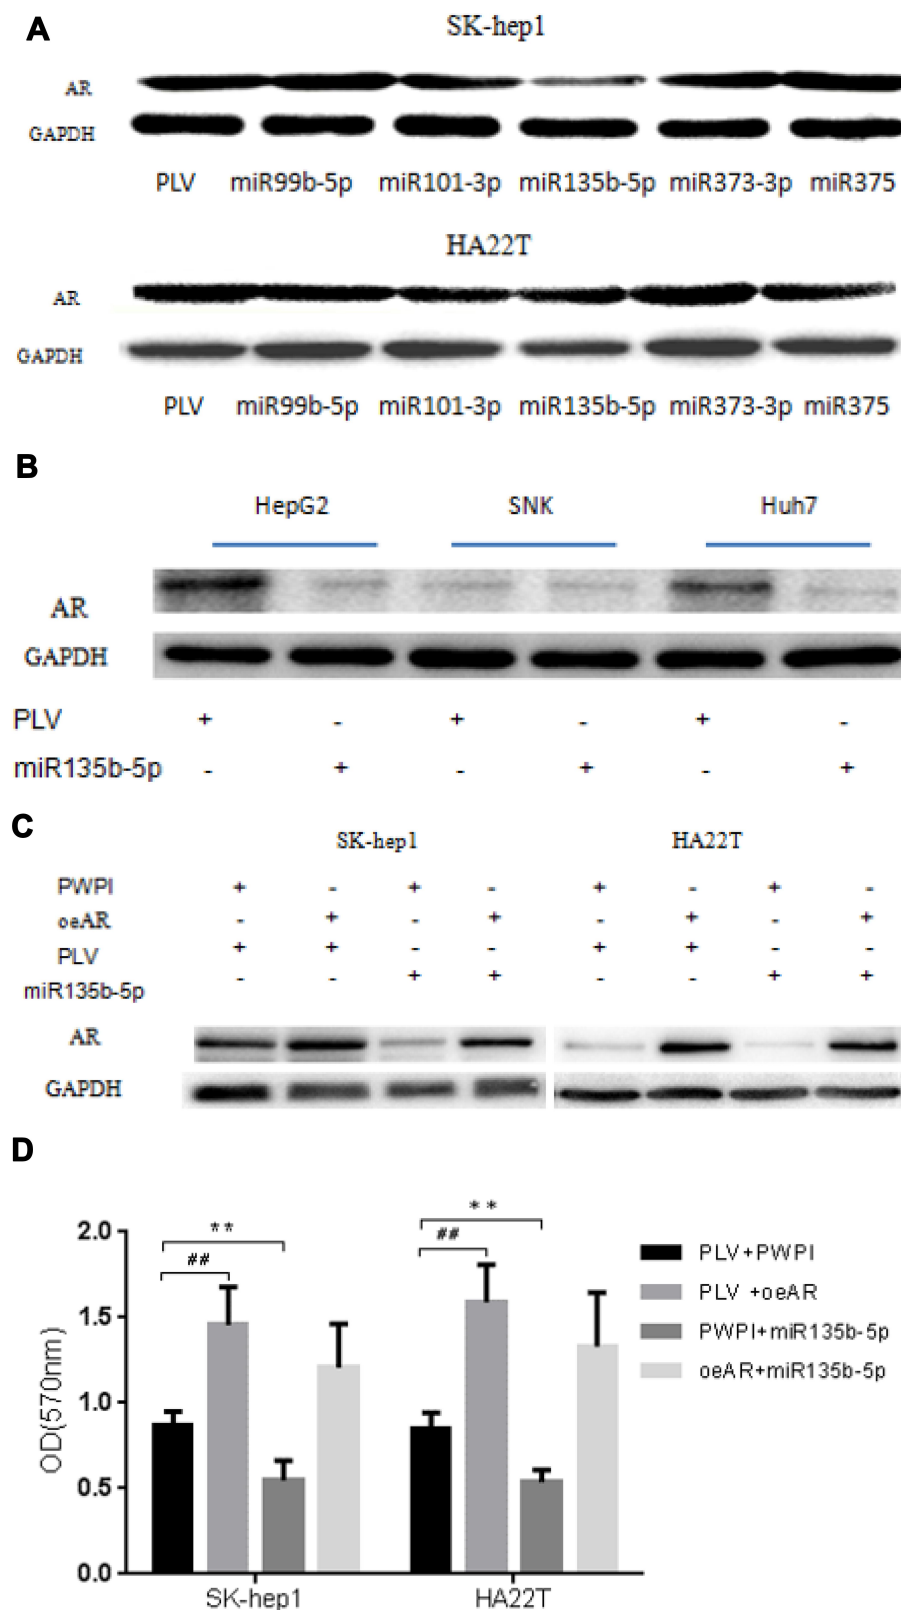 A
SK-hep1
AR
GAPDH
PLV miR99b-5p miR101-3p miR135b-5p miR373-3p miR375
HA22T
AR
GAPDH
PLV miR99b-5p miR101-3p miR135b-5p miR373-3p miR375
B
HepG2 SNK Huh7
AR
GAPDH
PLV + - + - + -
miR135b-5p - + - + - +
C
SK-hep1 HA22T
PWPI + - + - + - + -
oeAR - + - + - + - +
PLV + + - - + + - -
miR135b-5p - - + + - - + +
AR
GAPDH
D
** **
## ##
2.0
1.5
1.0
0.5
0.0
OD(570nm)
SK-hep1 HA22T
PLV+PWPI
PLV +oeAR
PWPI+miR135b-5p
oeAR+miR135b-5p